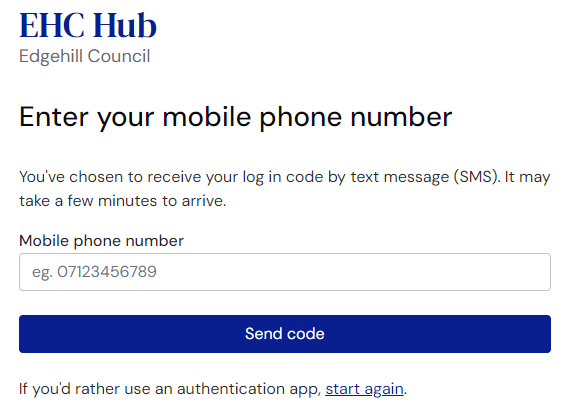 EHC Hub
Edgehill Council
Enter your mobile phone number
You've chosen to receive your log in code by text message (SMS). It may
take a few minutes to arrive.
Mobile phone number
eg. 07123456789
Send code
If you'd rather use an authentication app, start again.